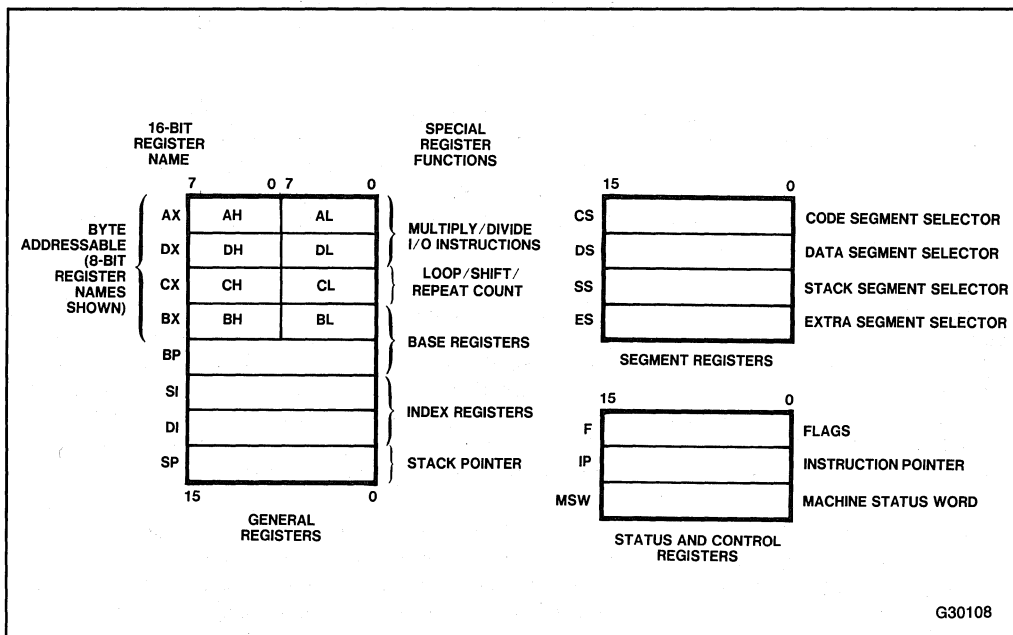 16-BIT
REGISTER
NAME
SPECIAL
REGISTER
FUNCTIONS
7 0 7 0
BYTE
ADDRESSABLE
(8-BIT
REGISTER
NAMES
SHOWN)
AX AH AL
DX DH DL
CX CH CL
BX BH BL
BP
SI
DI
SP
15 0
MULTIPLY/DIVIDE
I/O INSTRUCTIONS
LOOP/SHIFT/
REPEAT COUNT
BASE REGISTERS
INDEX REGISTERS
STACK POINTER
GENERAL
REGISTERS
15 0
CS CODE SEGMENT SELECTOR
DS DATA SEGMENT SELECTOR
SS STACK SEGMENT SELECTOR
ES EXTRA SEGMENT SELECTOR
SEGMENT REGISTERS
15 0
F FLAGS
IP INSTRUCTION POINTER
MSW MACHINE STATUS WORD
STATUS AND CONTROL
REGISTERS
G30108